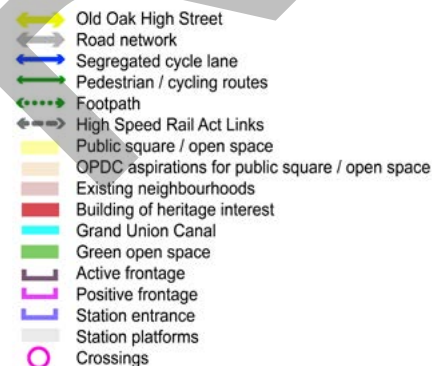 Old Oak High Street
Road network
Segregated cycle lane
Pedestrian / cycling routes
Footpath
High Speed Rail Act Links
Public square / open space
OPDC aspirations for public square / open space
Existing neighbourhoods
Building of heritage interest
Grand Union Canal
Green open space
Active frontage
Positive frontage
Station entrance
Station platforms
Crossings